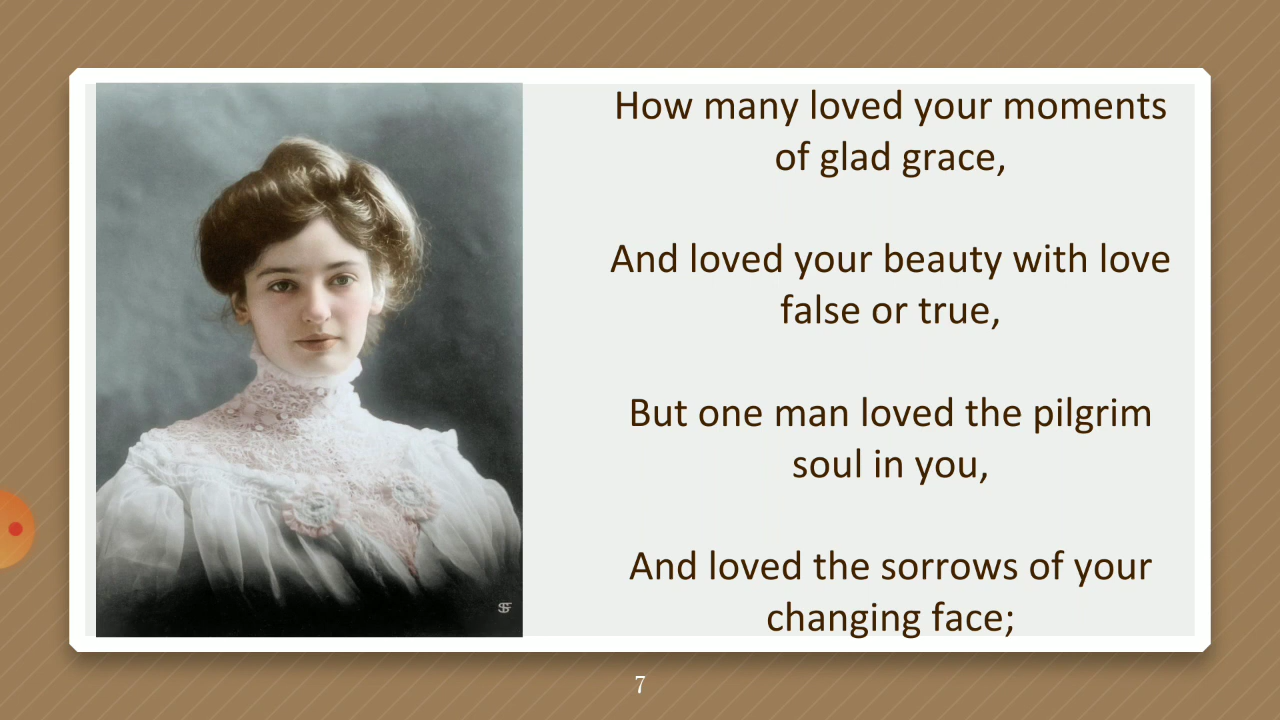 How many loved your moments
of glad grace,
And loved your beauty with love
false or true,
But one man loved the pilgrim
soul in you,
And loved the sorrows of your
changing face;
7